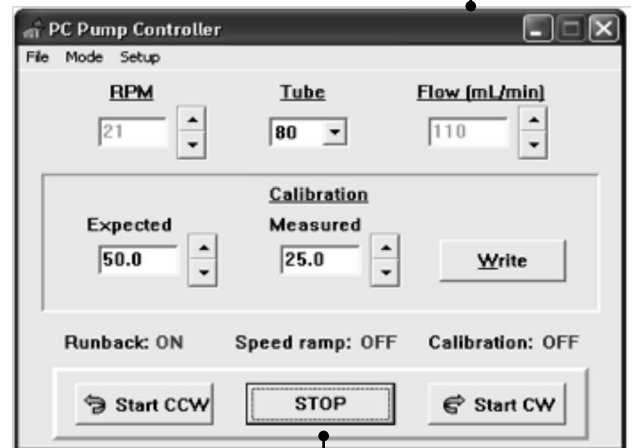 PC Pump Controller
File Mode Setup
RPM Tube Flow (mL/min)
21 80 110
Calibration
Expected Measured
50.0 25.0 Write
Runback: ON Speed ramp: OFF Calibration: OFF
Start CCW STOP Start CW